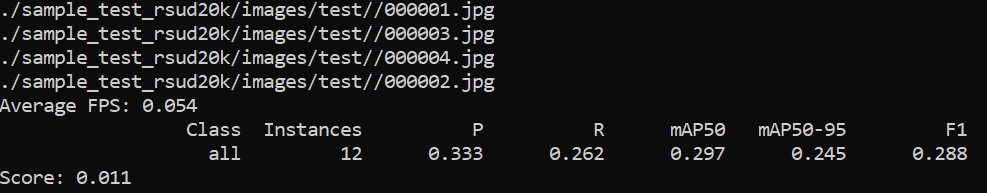 ./sample_test_rsud20k/images/test//000001.jpg
./sample_test_rsud20k/images/test//000003.jpg
./sample_test_rsud20k/images/test//000004.jpg
./sample_test_rsud20k/images/test//000002.jpg
Average FPS: 0.054
Class Instances P R mAP50 mAP50-95 F1
all 12 0.333 0.262 0.297 0.245 0.288
Score: 0.011